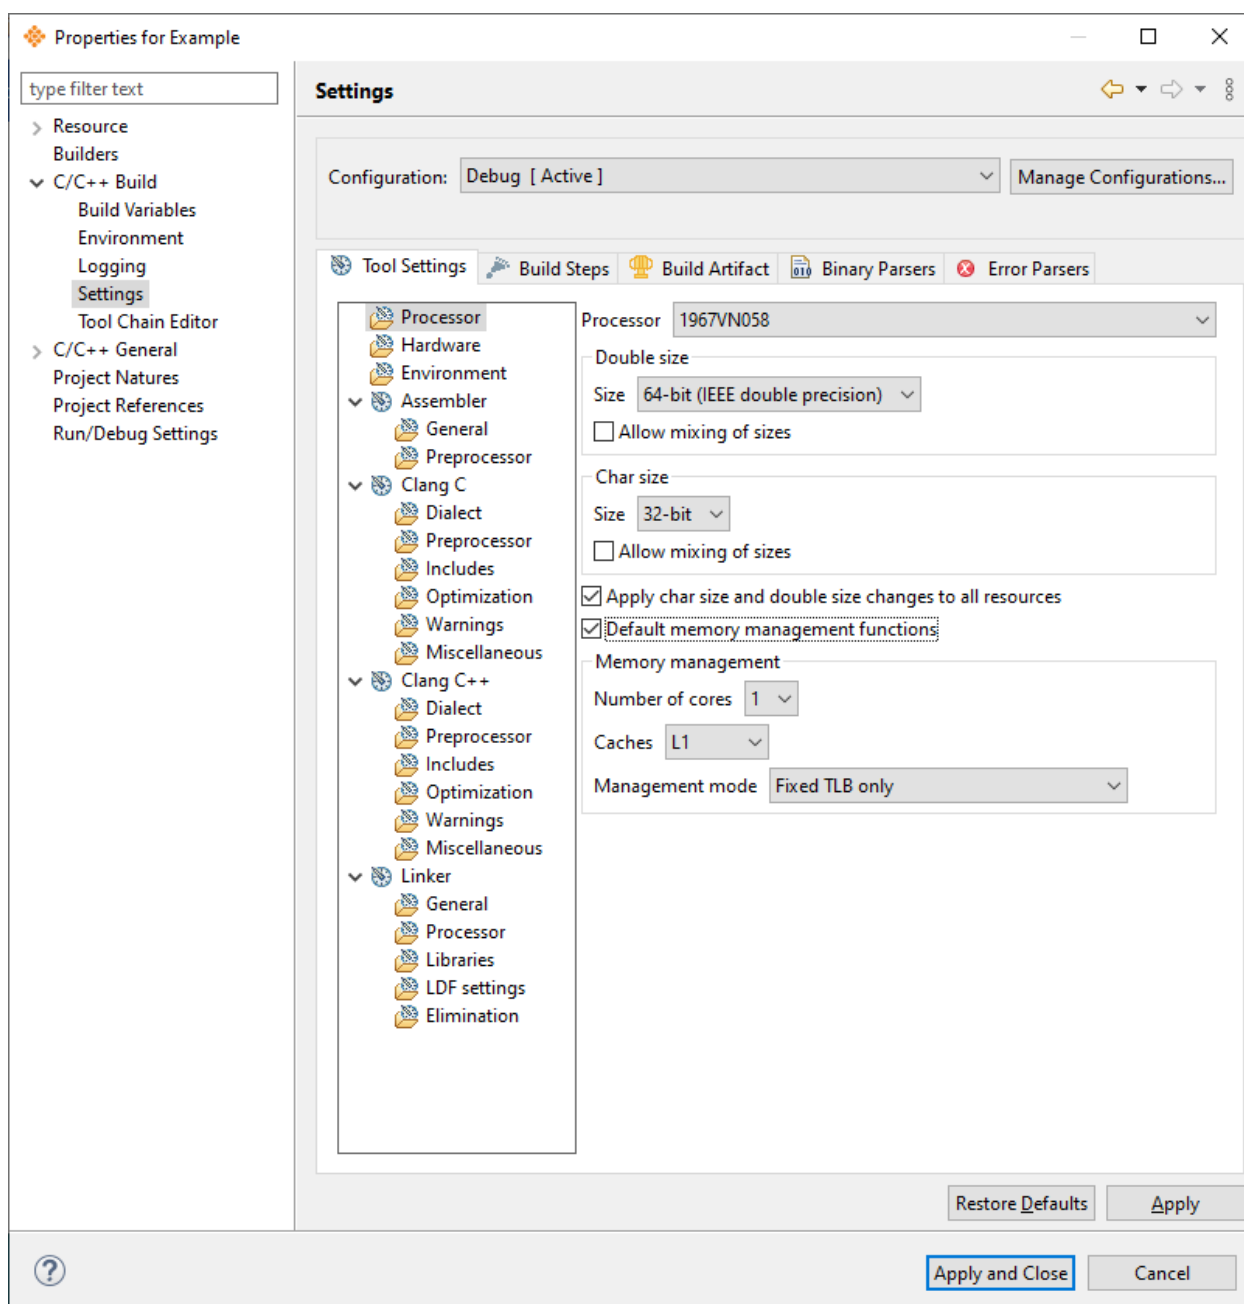 Properties for Example
type filter text
Resource
Builders
C/C++ Build
Build Variables
Environment
Logging
Settings
Tool Chain Editor
C/C++ General
Project Natures
Project References
Run/Debug Settings
Settings
Configuration: Debug [ Active ] Manage Configurations...
Tool Settings Build Steps Build Artifact Binary Parsers Error Parsers
Processor
Hardware
Environment
Assembler
General
Preprocessor
Clang C
Dialect
Preprocessor
Includes
Optimization
Warnings
Miscellaneous
Clang C++
Dialect
Preprocessor
Includes
Optimization
Warnings
Miscellaneous
Linker
General
Processor
Libraries
LDF settings
Elimination
Processor 1967VN058
Double size
Size 64-bit (IEEE double precision)
Allow mixing of sizes
Char size
Size 32-bit
Allow mixing of sizes
Apply char size and double size changes to all resources
Default memory management functions
Memory management
Number of cores 1
Caches L1
Management mode Fixed TLB only
Restore Defaults Apply
Apply and Close Cancel